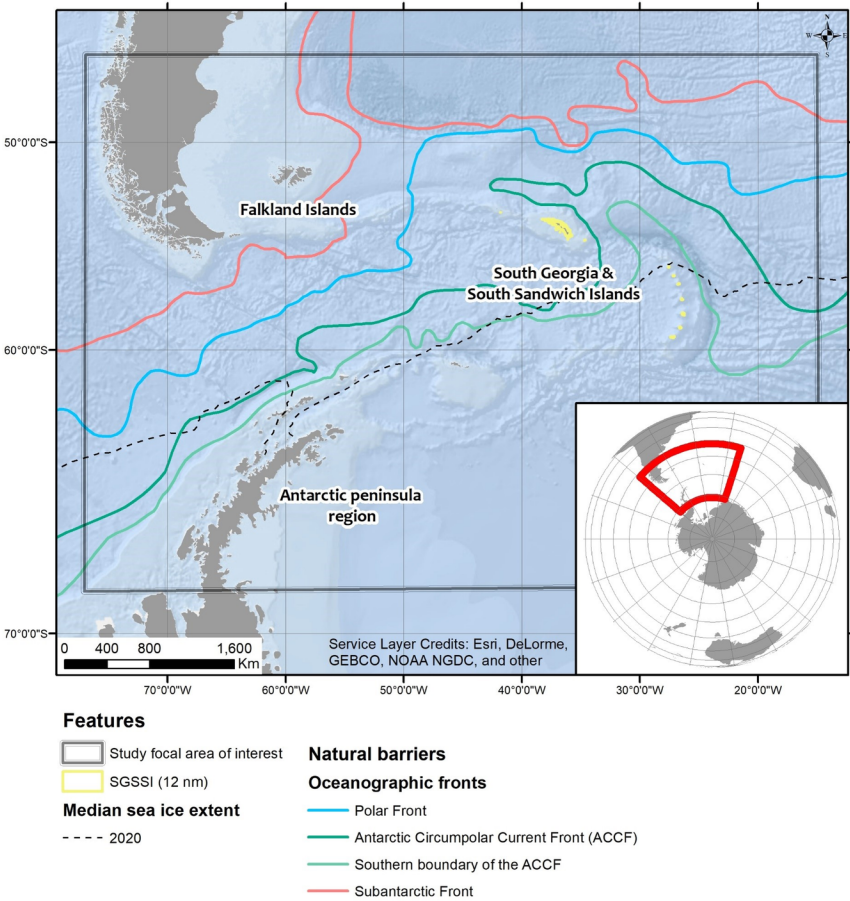 N
W E
S
50°0'0"S
Falkland Islands
South Georgia &
South Sandwich Islands
60°0'0"S
Antarctic peninsula
region
70°0'0"S
0 400 800 1,600
Km
Service Layer Credits: Esri, DeLorme,
GEBCO, NOAA NGDC, and other
70°0'0"W 60°0'0"W 50°0'0"W 40°0'0"W 30°0'0"W 20°0'0"W
Features
Study focal area of interest
SGSSI (12 nm)
Median sea ice extent
2020
Natural barriers
Oceanographic fronts
Polar Front
Antarctic Circumpolar Current Front (ACCF)
Southern boundary of the ACCF
Subantarctic Front